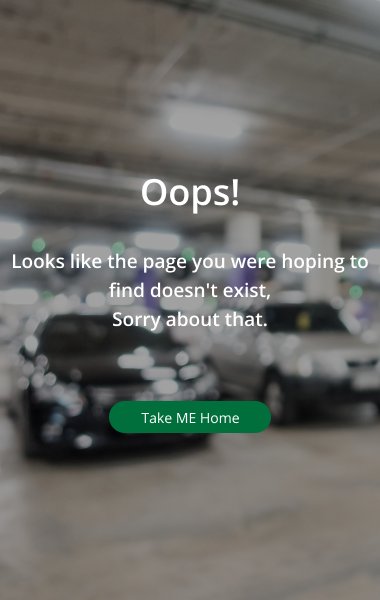 Oops!
Looks like the page you were hoping to
find doesn't exist,
Sorry about that.
Take ME Home